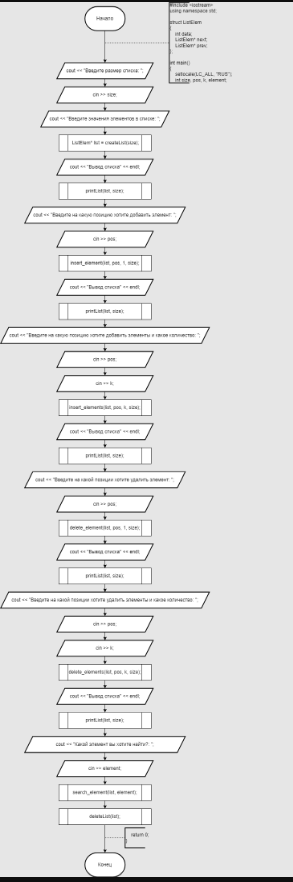 Начало
#include <iostream>
using namespace std;
struct ListElem
{
int data;
ListElem* next;
ListElem* prev;
};
int main()
{
setlocale(LC_ALL, "RUS");
int size, pos, k, element;
cout << "Введите размер списка: ";
cin >> size;
cout << "Введите значения элементов в списке: ";
ListElem* list = createList(size);
cout << "Вывод списка" << endl;
printList(list, size);
cout << "Введите на какую позицию хотите добавить элемент: ";
cin >> pos;
insert_element(list, pos, 1, size);
cout << "Вывод списка" << endl;
printList(list, size);
cout << "Введите на какую позицию хотите добавить элементы и какое количество: ";
cin >> pos;
cin >> k;
insert_elements(list, pos, k, size);
cout << "Вывод списка" << endl;
printList(list, size);
cout << "Введите на какой позиции хотите удалить элемент: ";
cin >> pos;
delete_element(list, pos, 1, size);
cout << "Вывод списка" << endl;
printList(list, size);
cout << "Введите на какой позиции хотите удалить элементы и какое количество: ";
cin >> pos;
cin >> k;
delete_elements(list, pos, k, size);
cout << "Вывод списка" << endl;
printList(list, size);
cout << "Какой элемент вы хотите найти?: ";
cin >> element;
search_element(list, element);
deleteList(list);
return 0;
}
Конец